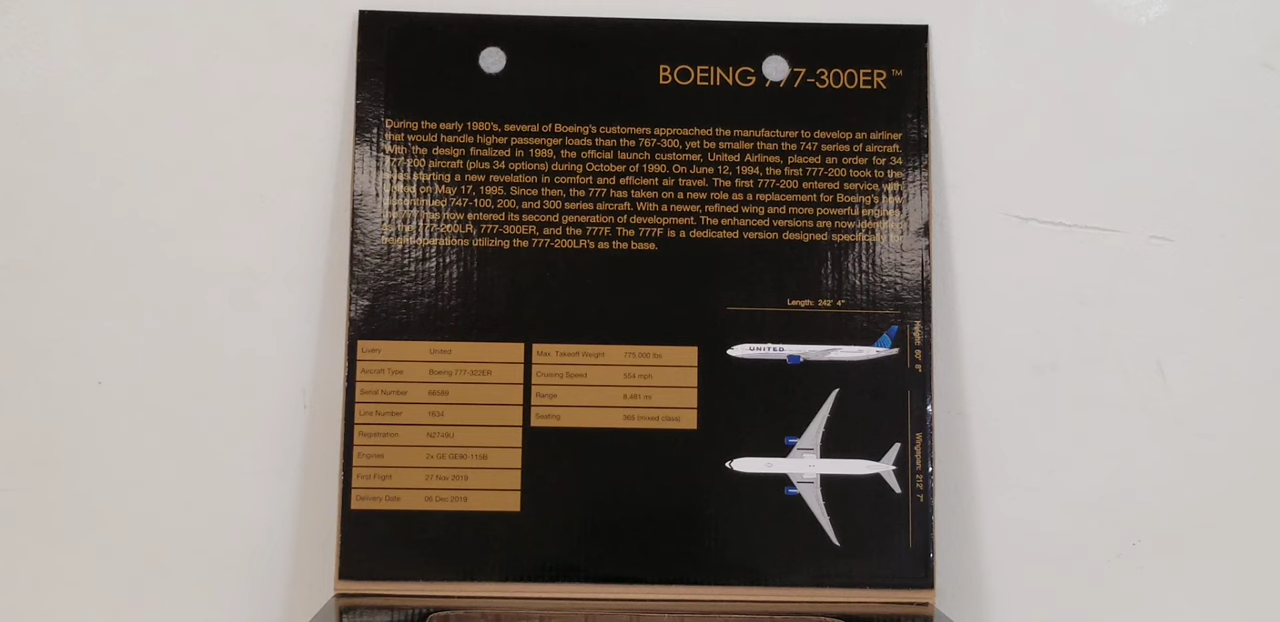 BOEING 777-300ER™
During the early 1980's, several of Boeing's customers approached the manufacturer to develop an airliner
that would handle higher passenger loads than the 767-300, yet be smaller than the 747 series of aircraft.
With the design finalized in 1989, the official launch customer, United Airlines, placed an order for 34
777-200 aircraft (plus 34 options) during October of 1990. On June 12, 1994, the first 777-200 took to the
skies starting a new revelation in comfort and efficient air travel. The first 777-200 entered service with
United on May 17, 1995. Since then, the 777 has taken on a new role as a replacement for Boeing's now
discontinued 747-100, 200, and 300 series aircraft. With a newer, refined wing and more powerful engines,
the 777 has now entered its second generation of development. The enhanced versions are now identified
as the 777-200LR, 777-300ER, and the 777F. The 777F is a dedicated version designed specifically for
freight operations utilizing the 777-200LR's as the base.
Length: 242' 4"
Height: 60' 8"
UNITED
Wingspan: 212' 7"
Livery United
Aircraft Type Boeing 777-322ER
Serial Number 66589
Line Number 1634
Registration N2749U
Engines 2x GE GE90-115B
First Flight 27 Nov 2019
Delivery Date 06 Dec 2019
Max. Takeoff Weight 775,000 lbs
Cruising Speed 554 mph
Range 8,481 mi
Seating 365 (mixed class)